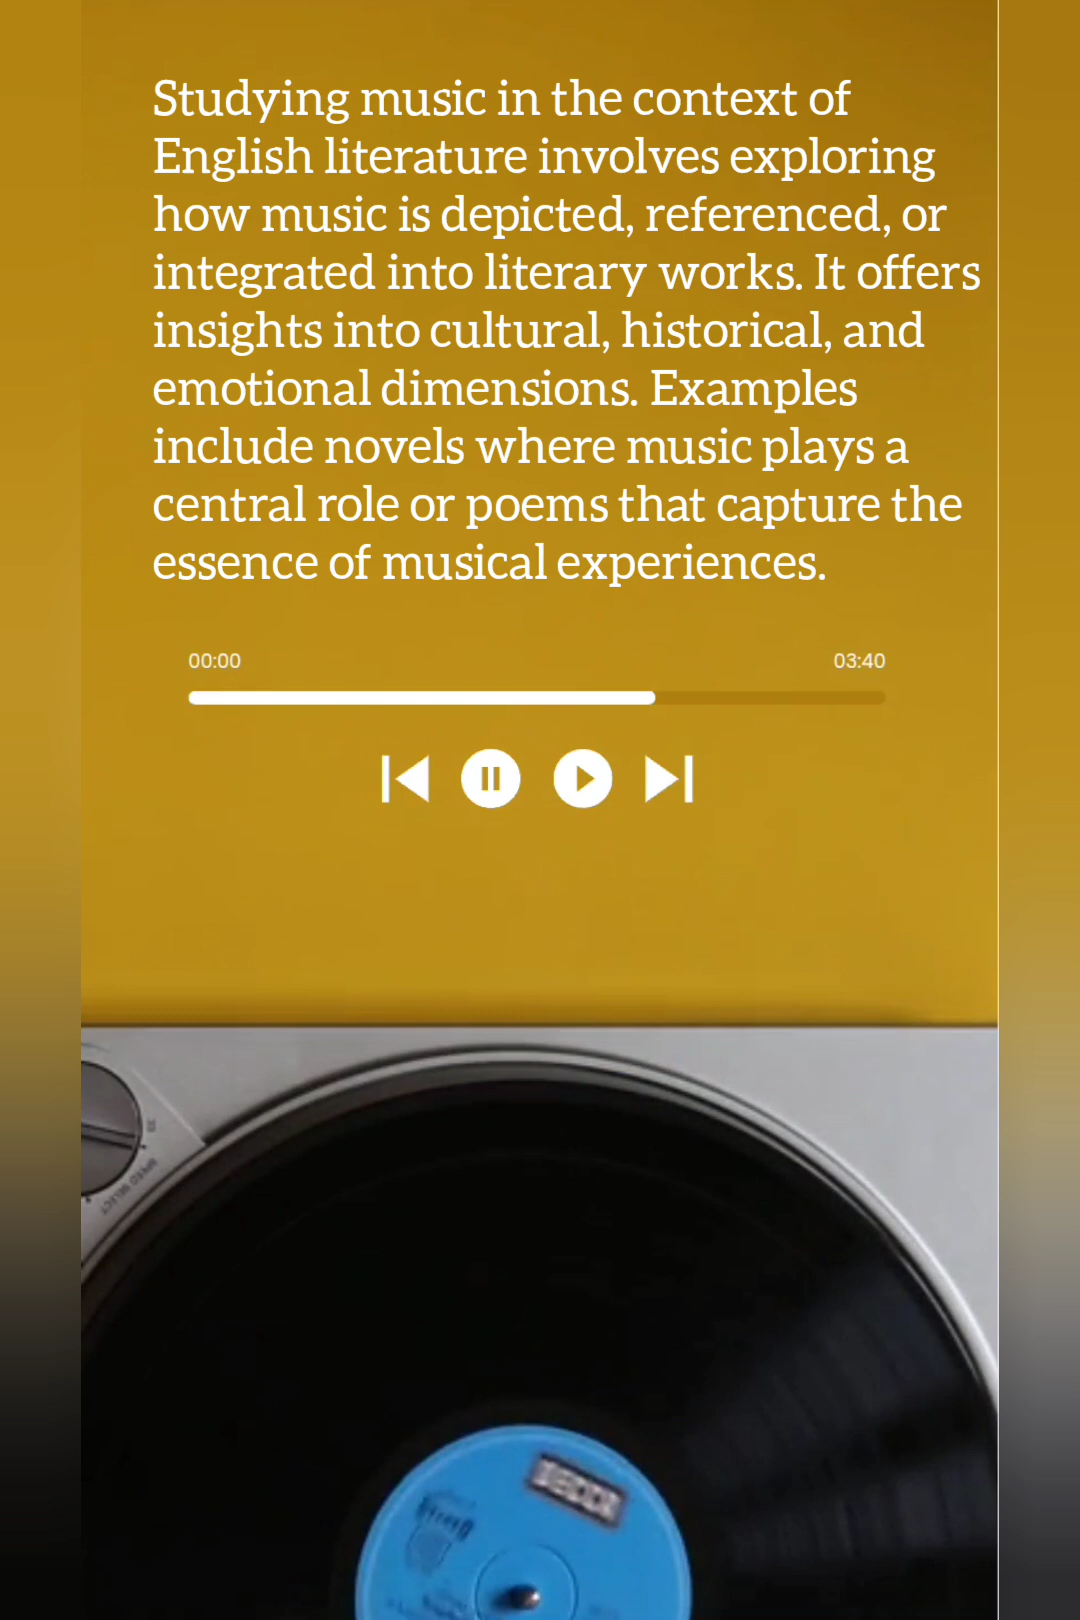 Studying music in the context of
English literature involves exploring
how music is depicted, referenced, or
integrated into literary works. It offers
insights into cultural, historical, and
emotional dimensions. Examples
include novels where music plays a
central role or poems that capture the
essence of musical experiences.
00:00 03:40
SPEED SELECT
DECCA